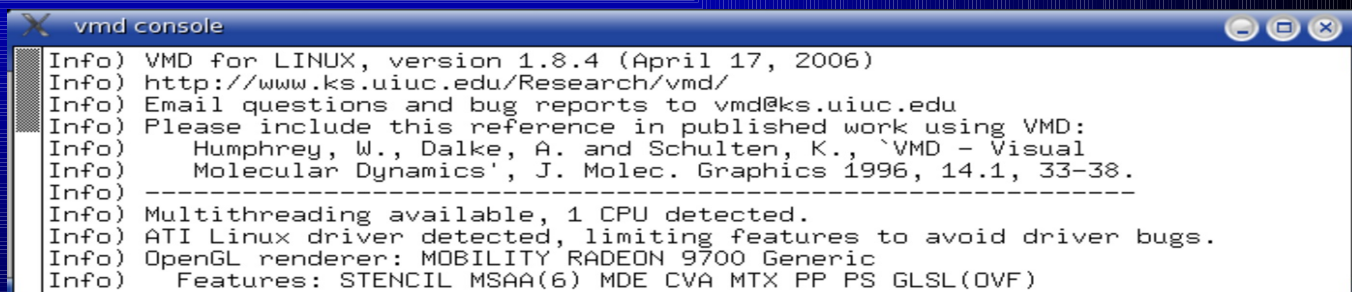 vmd console
Info) VMD for LINUX, version 1.8.4 (April 17, 2006)
Info) http://www.ks.uiuc.edu/Research/vmd/
Info) Email questions and bug reports to vmd@ks.uiuc.edu
Info) Please include this reference in published work using VMD:
Info)    Humphrey, W., Dalke, A. and Schulten, K., `VMD - Visual
Info)    Molecular Dynamics', J. Molec. Graphics 1996, 14.1, 33-38.
Info) -------------------------------------------------------------
Info) Multithreading available, 1 CPU detected.
Info) ATI Linux driver detected, limiting features to avoid driver bugs.
Info) OpenGL renderer: MOBILITY RADEON 9700 Generic
Info)   Features: STENCIL MSAA(6) MDE CVA MTX PP PS GLSL(OVF)